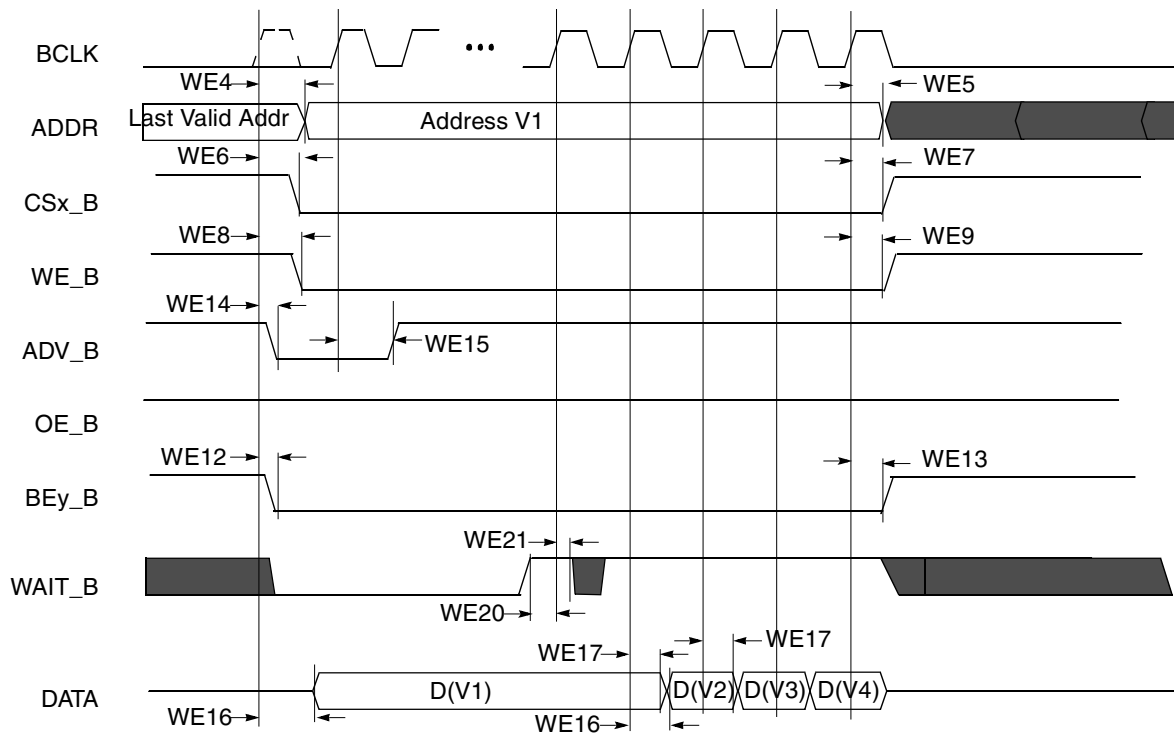 BCLK
...
WE4
WE5
Last Valid Addr
Address V1
ADDR
WE6
WE7
CSx_B
WE8
WE9
WE_B
WE14
ADV_B
WE15
OE_B
WE12
WE13
BEy_B
WE21
WAIT_B
WE20
WE17
WE17
DATA
D(V1)
D(V2)
D(V3)
D(V4)
WE16
WE16